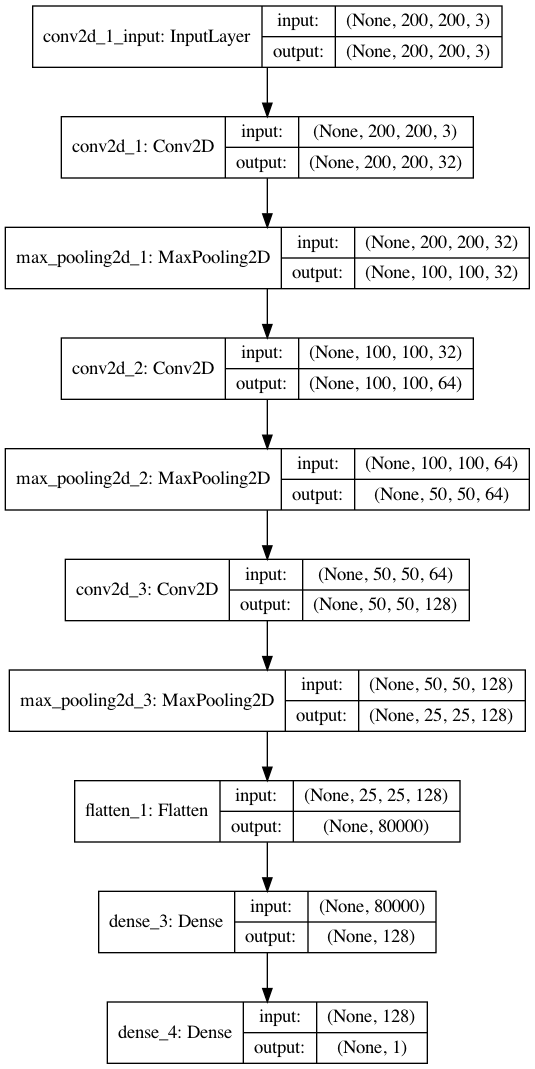 conv2d_1_input: InputLayer
input: (None, 200, 200, 3)
output: (None, 200, 200, 3)
conv2d_1: Conv2D
input: (None, 200, 200, 3)
output: (None, 200, 200, 32)
max_pooling2d_1: MaxPooling2D
input: (None, 200, 200, 32)
output: (None, 100, 100, 32)
conv2d_2: Conv2D
input: (None, 100, 100, 32)
output: (None, 100, 100, 64)
max_pooling2d_2: MaxPooling2D
input: (None, 100, 100, 64)
output: (None, 50, 50, 64)
conv2d_3: Conv2D
input: (None, 50, 50, 64)
output: (None, 50, 50, 128)
max_pooling2d_3: MaxPooling2D
input: (None, 50, 50, 128)
output: (None, 25, 25, 128)
flatten_1: Flatten
input: (None, 25, 25, 128)
output: (None, 80000)
dense_3: Dense
input: (None, 80000)
output: (None, 128)
dense_4: Dense
input: (None, 128)
output: (None, 1)